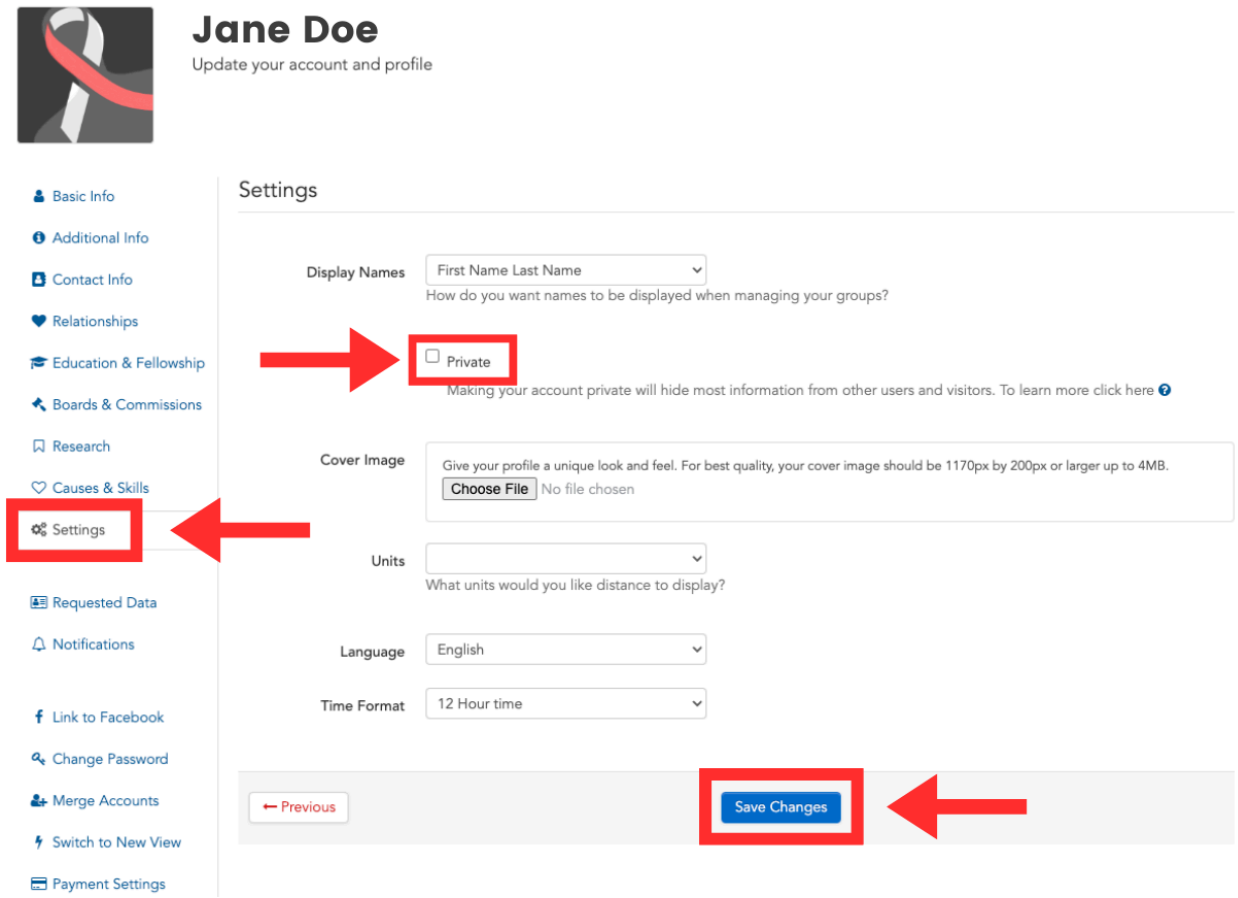 Jane Doe
Update your account and profile
Basic Info
Additional Info
Contact Info
Relationships
Education & Fellowship
Boards & Commissions
Research
Causes & Skills
Settings
Requested Data
Notifications
Link to Facebook
Change Password
Merge Accounts
Switch to New View
Payment Settings
Settings
Display Names
First Name Last Name
How do you want names to be displayed when managing your groups?
Private
Making your account private will hide most information from other users and visitors. To learn more click here
Cover Image
Give your profile a unique look and feel. For best quality, your cover image should be 1170px by 200px or larger up to 4MB.
Choose File No file chosen
Units
What units would you like distance to display?
Language
English
Time Format
12 Hour time
Previous
Save Changes